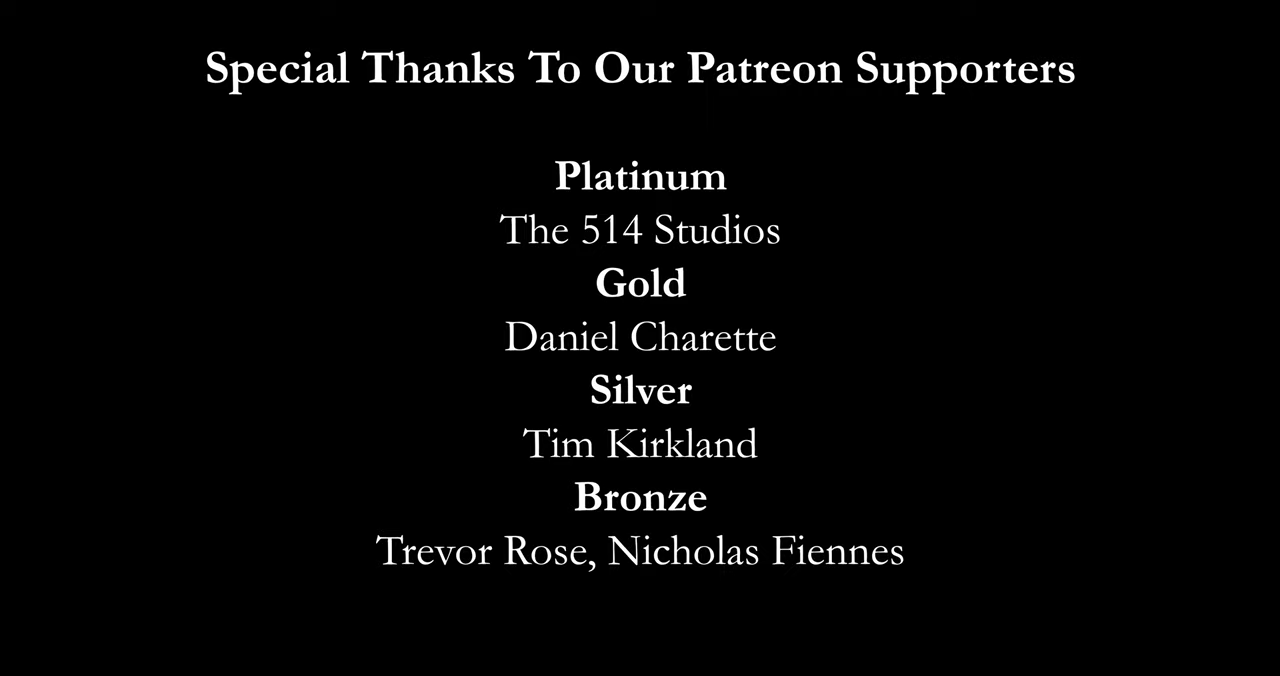 Special Thanks To Our Patreon Supporters
Platinum
The 514 Studios
Gold
Daniel Charette
Silver
Tim Kirkland
Bronze
Trevor Rose, Nicholas Fiennes